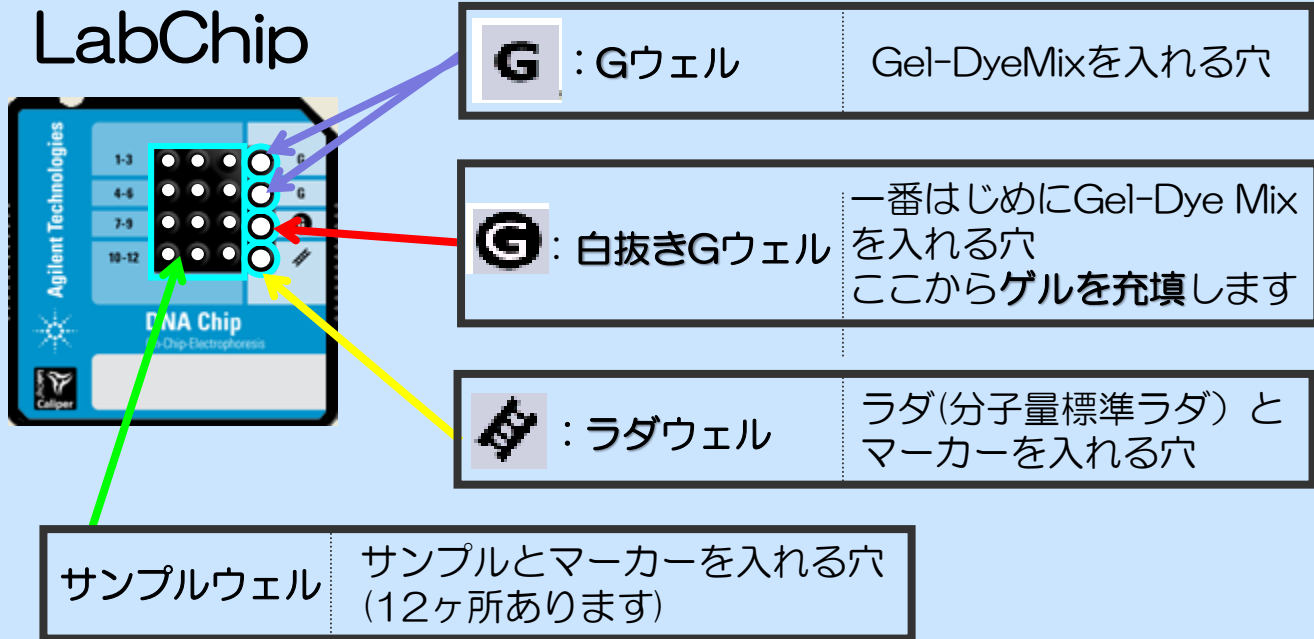 LabChip
G
：Gウェル
Gel-DyeMixを入れる穴
Agilent Technologies
1-3
G
4-6
G
7-9
10-12
DNA Chip
On-Chip-Electrophoresis
Caliper
G
：白抜きGウェル
一番はじめにGel-Dye Mix
を入れる穴
ここからゲルを充填します
：ラダウェル
ラダ(分子量標準ラダ）と
マーカーを入れる穴
サンプルウェル
サンプルとマーカーを入れる穴
(12ヶ所あります)